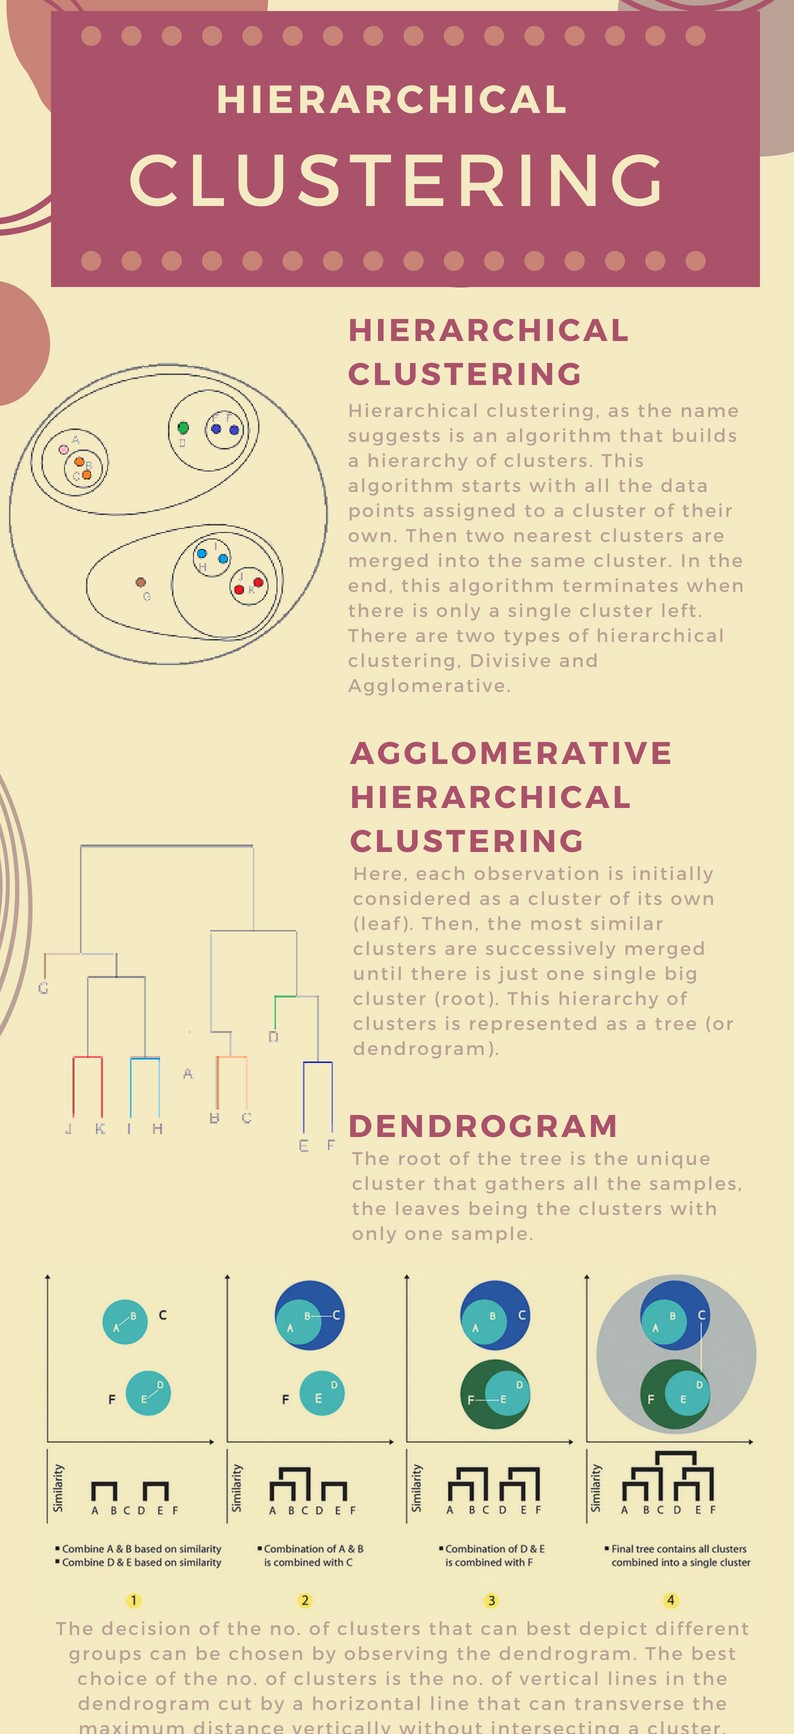 HIERARCHICAL
CLUSTERING
HIERARCHICAL
CLUSTERING
Hierarchical clustering, as the name
suggests is an algorithm that builds
a hierarchy of clusters. This
algorithm starts with all the data
points assigned to a cluster of their
own. Then two nearest clusters are
merged into the same cluster. In the
end, this algorithm terminates when
there is only a single cluster left.
There are two types of hierarchical
clustering, Divisive and
Agglomerative.
A
B
C
D
E F
I
H
J
K
G
AGGLOMERATIVE
HIERARCHICAL
CLUSTERING
Here, each observation is initially
considered as a cluster of its own
(leaf). Then, the most similar
clusters are successively merged
until there is just one single big
cluster (root). This hierarchy of
clusters is represented as a tree (or
dendrogram).
G
D
A
B C
J K I H
E F
DENDROGRAM
The root of the tree is the unique
cluster that gathers all the samples,
the leaves being the clusters with
only one sample.
A B C
F E D
Similarity
A B C D E F
▪ Combine A & B based on similarity
▪ Combine D & E based on similarity
1
A B C
F E D
Similarity
A B C D E F
▪ Combination of A & B
is combined with C
2
A B C
F E D
Similarity
A B C D E F
▪ Combination of D & E
is combined with F
3
A B C
F E D
Similarity
A B C D E F
▪ Final tree contains all clusters
combined into a single cluster
4
The decision of the no. of clusters that can best depict different
groups can be chosen by observing the dendrogram. The best
choice of the no. of clusters is the no. of vertical lines in the
dendrogram cut by a horizontal line that can transverse the
maximum distance vertically without intersecting a cluster.